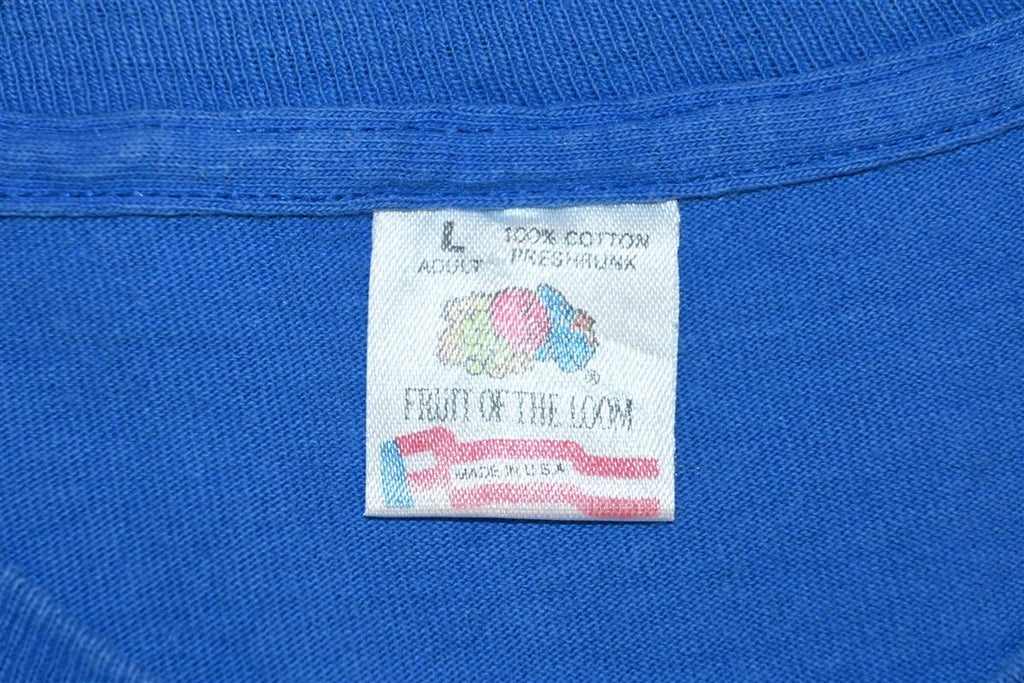 L
ADULT
100% COTTON
PRESHRUNK
®
FRUIT OF THE LOOM
MADE IN U.S.A